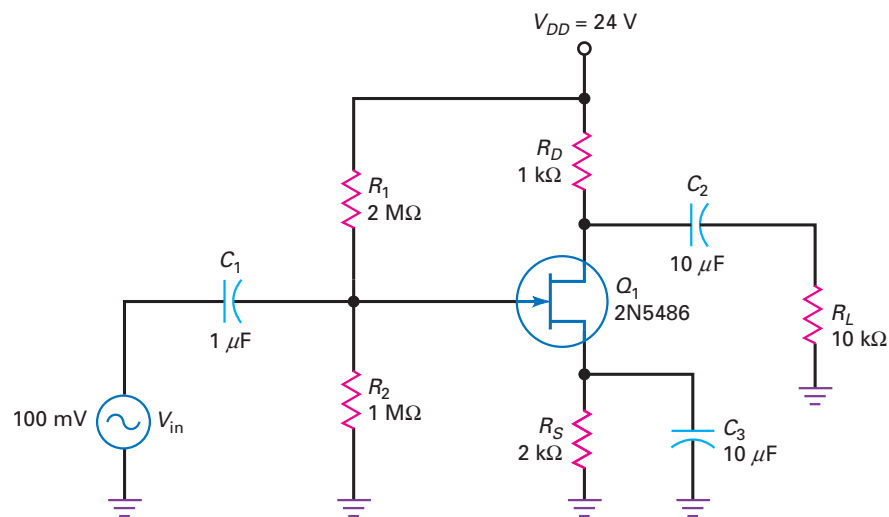 V_DD = 24 V
R_D
1 kΩ
C_2
10 μF
R_1
2 MΩ
C_1
1 μF
Q_1
2N5486
R_L
10 kΩ
R_2
1 MΩ
100 mV
V_in
R_S
2 kΩ
C_3
10 μF